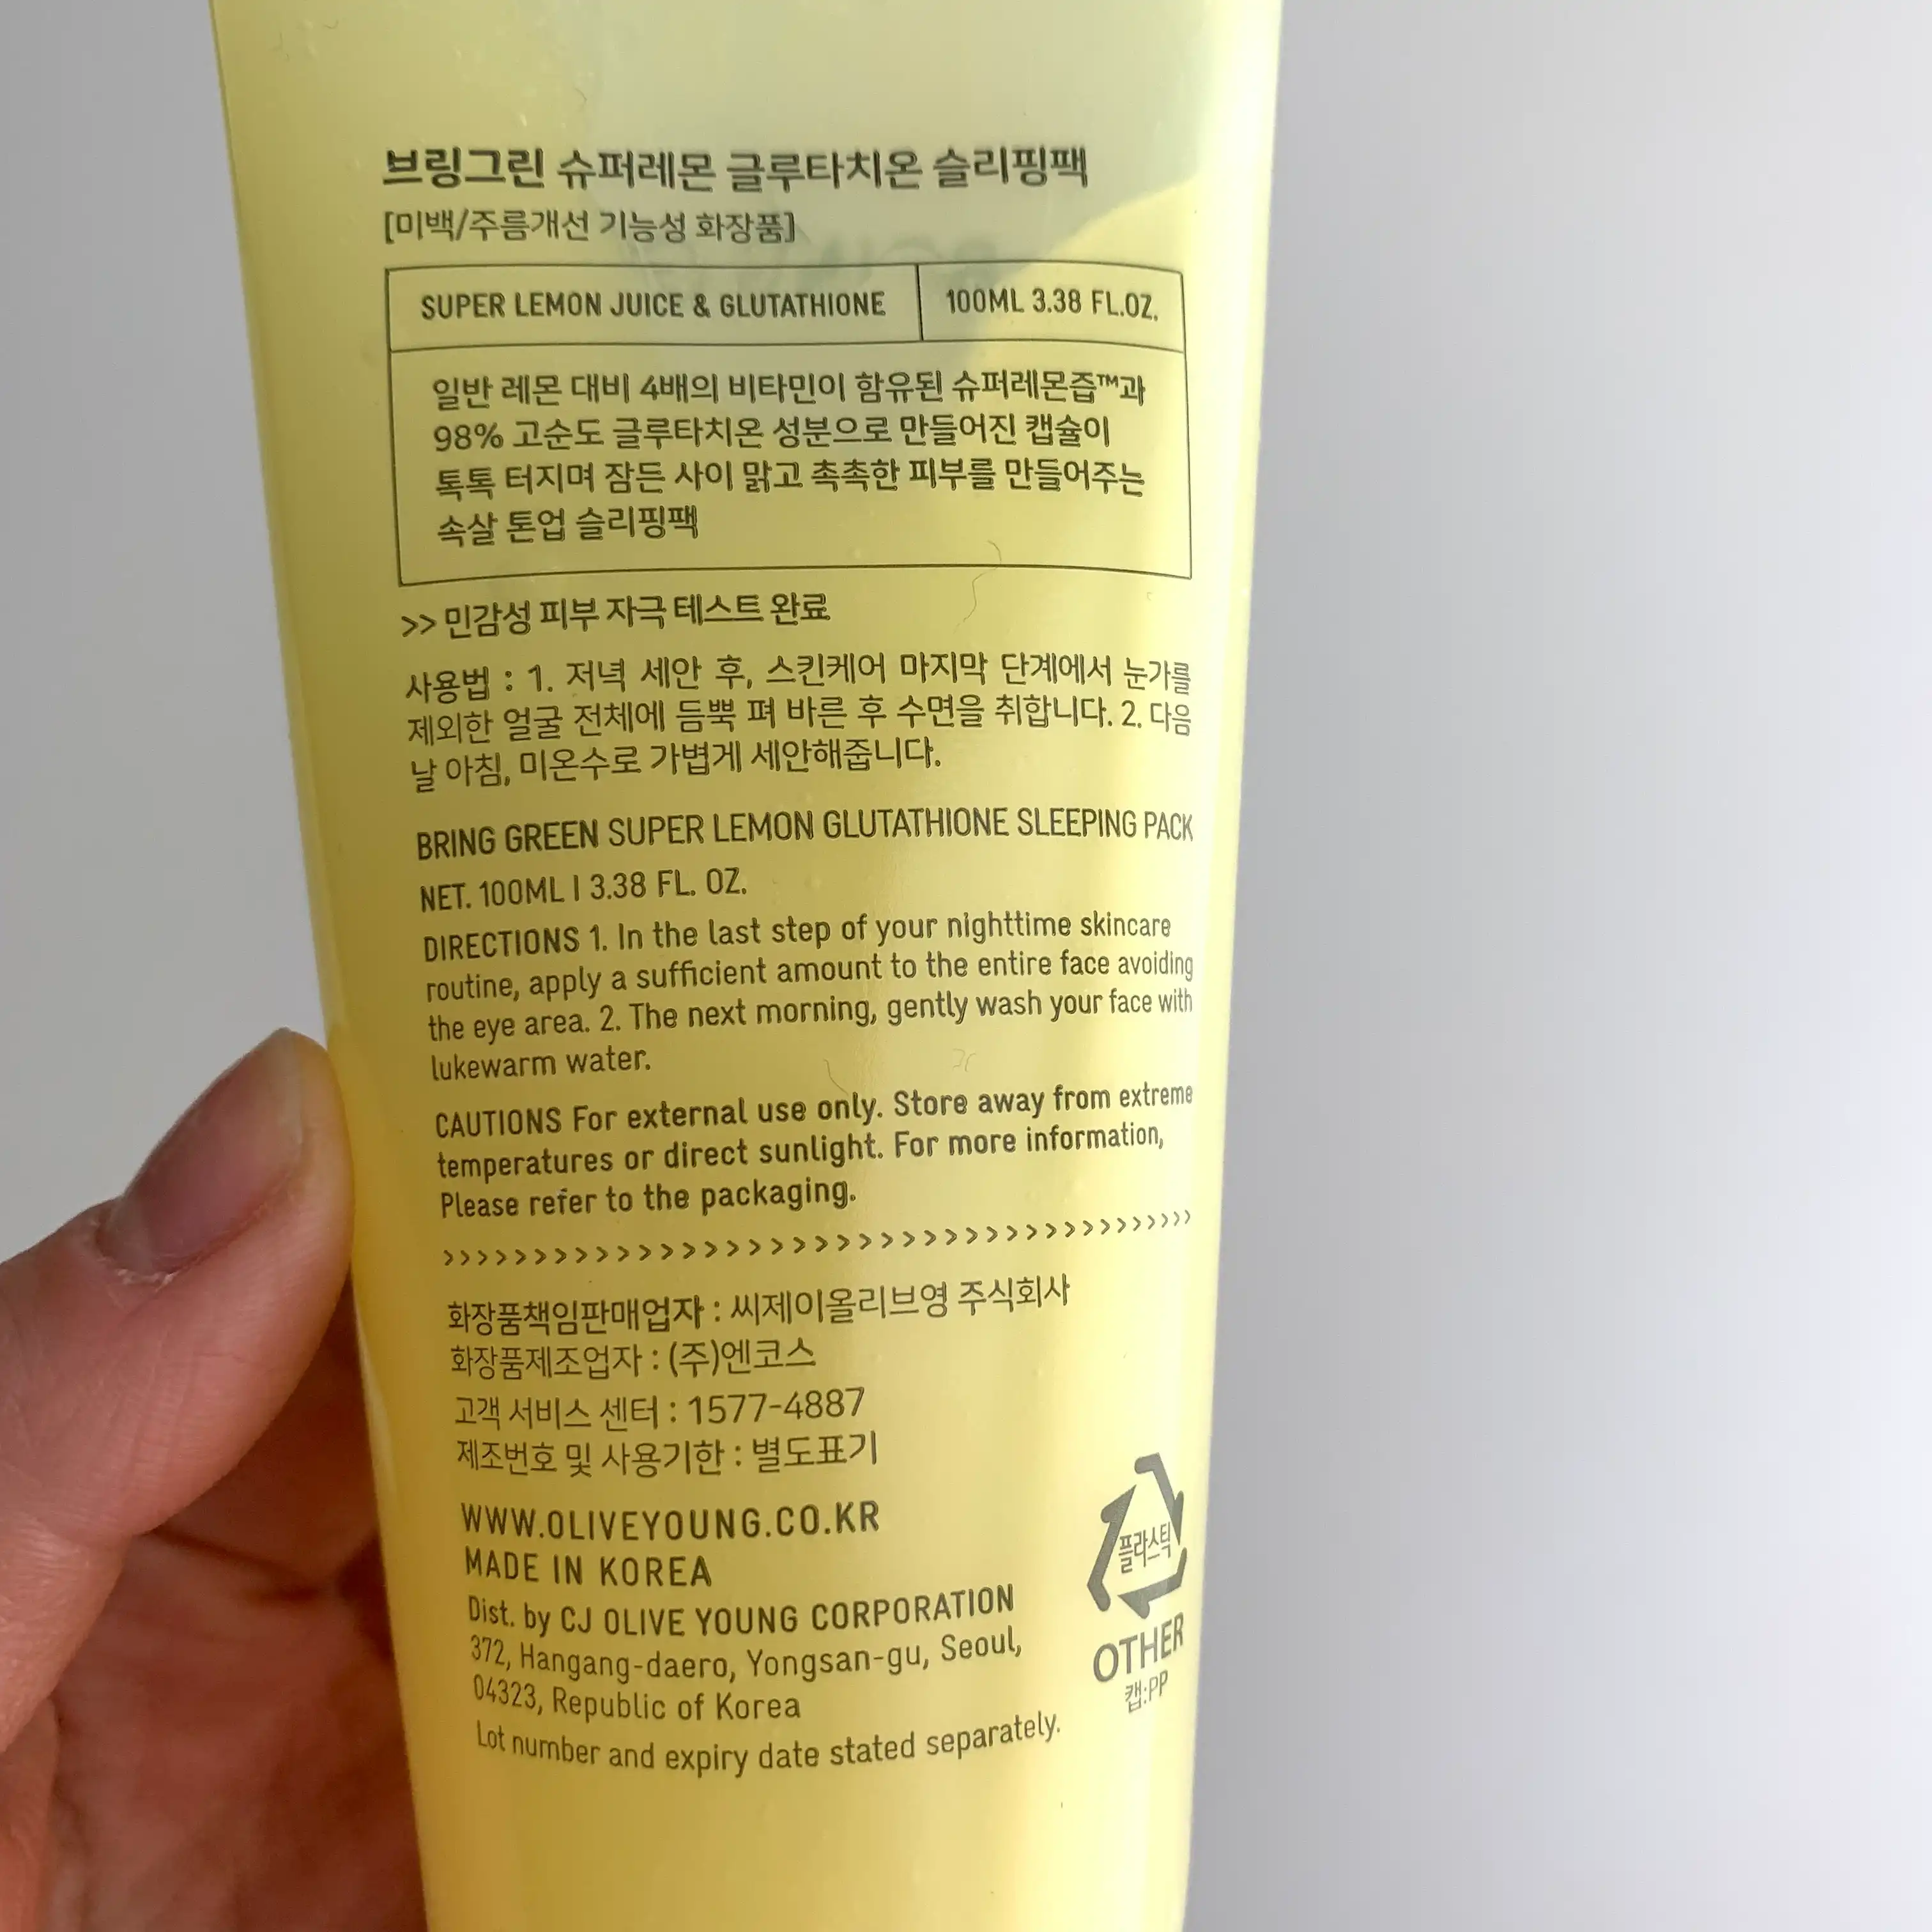 브링그린 슈퍼레몬 글루타치온 슬리핑팩
[미백/주름개선 기능성 화장품]
SUPER LEMON JUICE & GLUTATHIONE
100ML 3.38 FL.OZ.
일반 레몬 대비 4배의 비타민이 함유된 슈퍼레몬즙™과
98% 고순도 글루타치온 성분으로 만들어진 캡슐이
톡톡 터지며 잠든 사이 맑고 촉촉한 피부를 만들어주는
속살 톤업 슬리핑팩
>> 민감성 피부 자극 테스트 완료
사용법 : 1. 저녁 세안 후, 스킨케어 마지막 단계에서 눈가를
제외한 얼굴 전체에 듬뿍 펴 바른 후 수면을 취합니다. 2. 다음
날 아침, 미온수로 가볍게 세안해줍니다.
BRING GREEN SUPER LEMON GLUTATHIONE SLEEPING PACK
NET. 100ML I 3.38 FL. OZ.
DIRECTIONS 1. In the last step of your nighttime skincare
routine, apply a sufficient amount to the entire face avoiding
the eye area. 2. The next morning, gently wash your face with
lukewarm water.
CAUTIONS For external use only. Store away from extreme
temperatures or direct sunlight. For more information,
Please refer to the packaging.
화장품책임판매업자 : 씨제이올리브영 주식회사
화장품제조업자 : (주)엔코스
고객 서비스 센터 : 1577-4887
제조번호 및 사용기한 : 별도표기
WWW.OLIVEYOUNG.CO.KR
MADE IN KOREA
Dist. by CJ OLIVE YOUNG CORPORATION
372, Hangang-daero, Yongsan-gu, Seoul,
04323, Republic of Korea
Lot number and expiry date stated separately.
플라스틱
OTHER
캡:PP